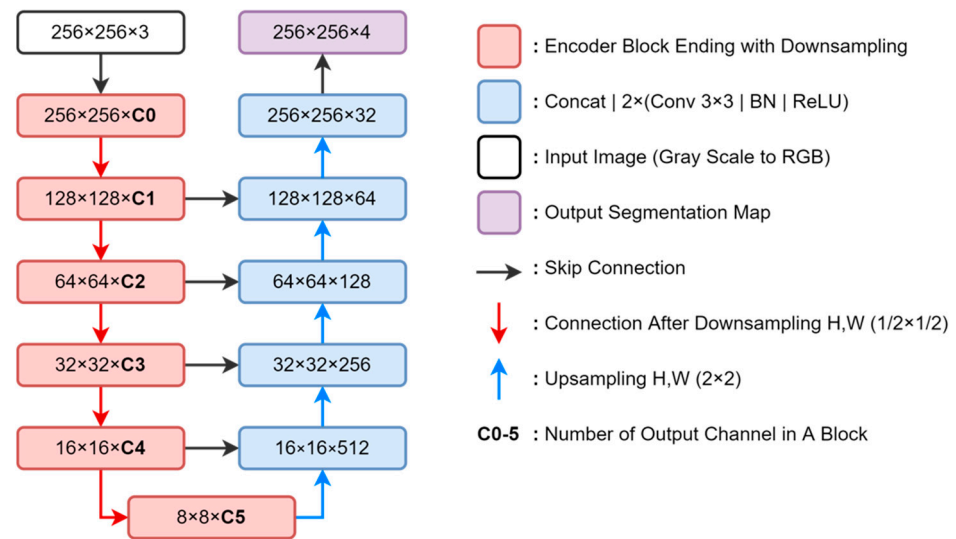 256×256×3
256×256×4
256×256×C0
256×256×32
128×128×C1
128×128×64
64×64×C2
64×64×128
32×32×C3
32×32×256
16×16×C4
16×16×512
8×8×C5
: Encoder Block Ending with Downsampling
: Concat | 2×(Conv 3×3 | BN | ReLU)
: Input Image (Gray Scale to RGB)
: Output Segmentation Map
: Skip Connection
: Connection After Downsampling H,W (1/2×1/2)
: Upsampling H,W (2×2)
C0-5 : Number of Output Channel in A Block